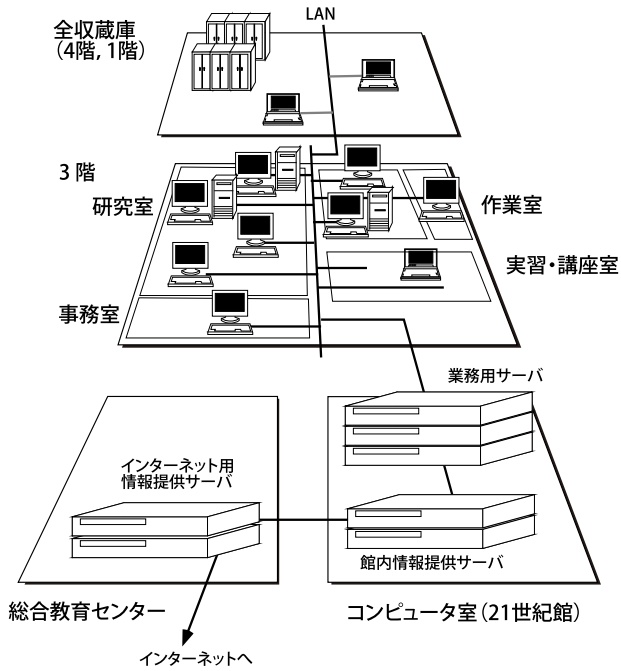 LAN
全収蔵庫
(4階, 1階)
3 階
研究室
作業室
実習・講座室
事務室
業務用サーバ
インターネット用
情報提供サーバ
館内情報提供サーバ
総合教育センター
コンピュータ室(21世紀館)
インターネットへ